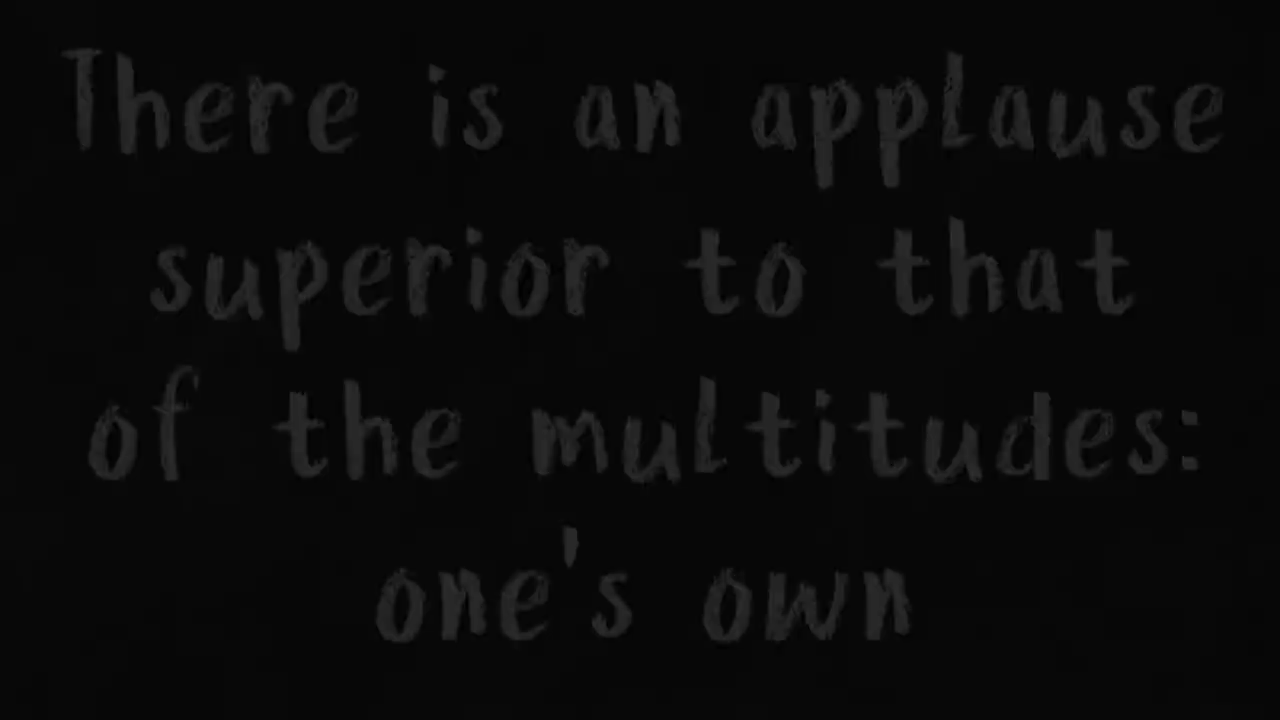 There is an applause
superior to that
of the multitudes:
one's own